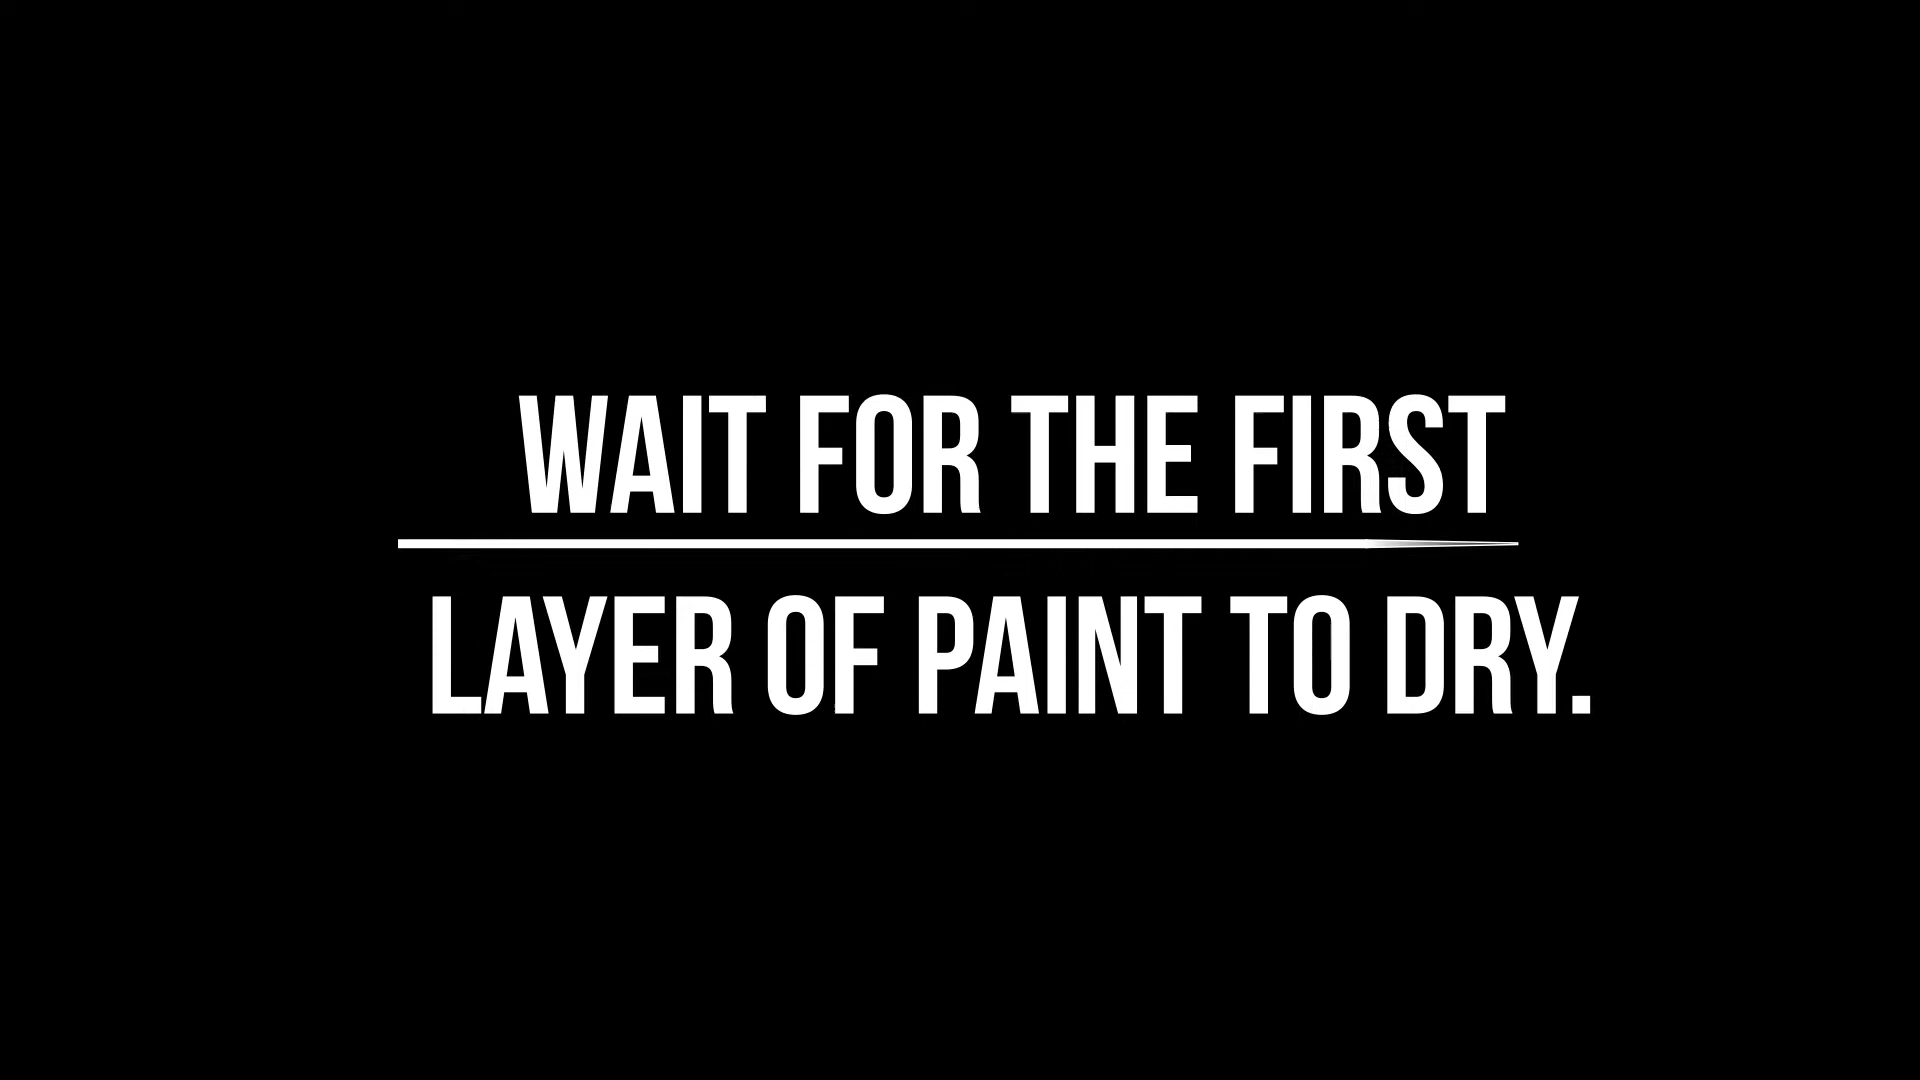 WAIT FOR THE FIRST
LAYER OF PAINT TO DRY.